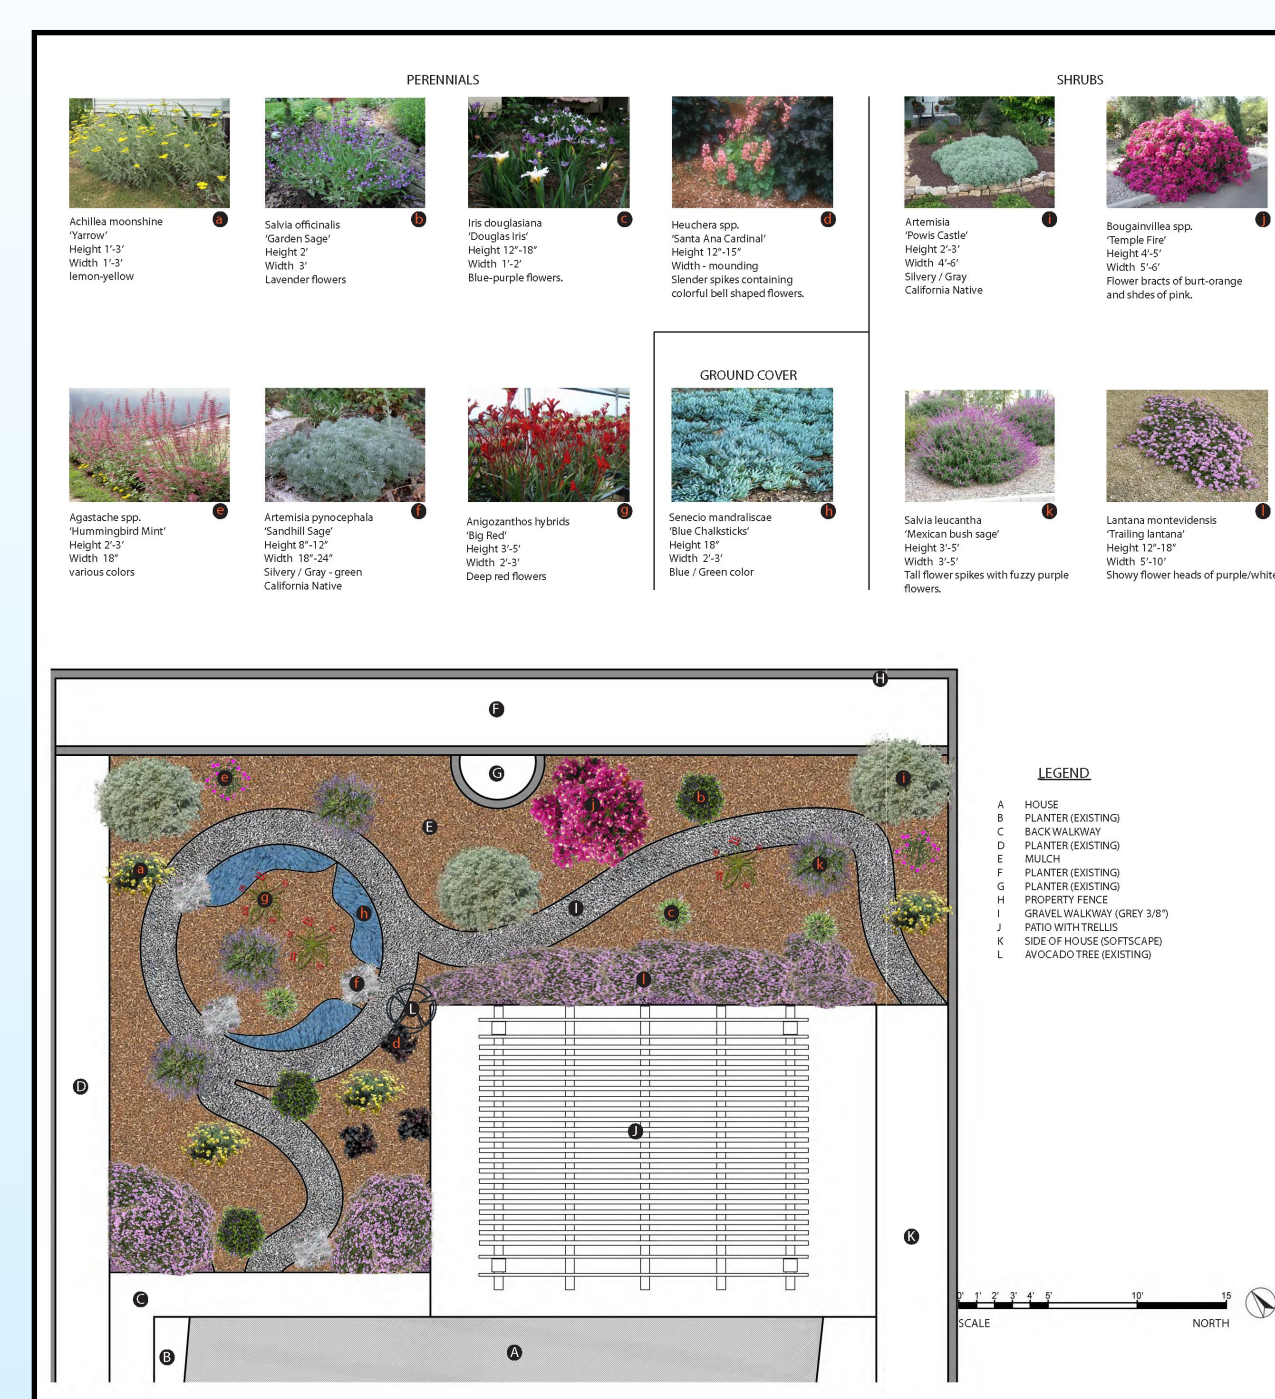 PERENNIALS
SHRUBS
Achillea moonshine
'Yarrow'
Height 1'-3'
Width 1'-3'
lemon-yellow
a
Salvia officinalis
'Garden Sage'
Height 2'
Width 3'
Lavender flowers
b
Iris douglasiana
'Douglas Iris'
Height 12"-18"
Width 1'-2'
Blue-purple flowers.
c
Heuchera spp.
'Santa Ana Cardinal'
Height 12"-15"
Width - mounding
Slender spikes containing
colorful bell shaped flowers.
d
Artemisia
'Powis Castle'
Height 2'-3'
Width 4'-6'
Silvery / Gray
California Native
i
Bougainvillea spp.
'Temple Fire'
Height 4'-5'
Width 5'-6'
Flower bracts of burt-orange
and shdes of pink.
j
GROUND COVER
Agastache spp.
'Hummingbird Mint'
Height 2'-3'
Width 18"
various colors
e
Artemisia pynocephala
'Sandhill Sage'
Height 8"-12"
Width 18"-24"
Silvery / Gray - green
California Native
f
Anigozanthos hybrids
'Big Red'
Height 3'-5'
Width 2'-3'
Deep red flowers
g
Senecio mandraliscae
'Blue Chalksticks'
Height 18"
Width 2'-3'
Blue / Green color
h
Salvia leucantha
'Mexican bush sage'
Height 3'-5'
Width 3'-5'
Tall flower spikes with fuzzy purple
flowers.
k
Lantana montevidensis
'Trailing lantana'
Height 12"-18"
Width 5'-10'
Showy flower heads of purple/white
l
H
F
G
e
j
b
i
E
a
k
g
h
I
c
f
l
L
d
D
J
K
C
B
A
LEGEND
A HOUSE
B PLANTER (EXISTING)
C BACK WALKWAY
D PLANTER (EXISTING)
E MULCH
F PLANTER (EXISTING)
G PLANTER (EXISTING)
H PROPERTY FENCE
I GRAVEL WALKWAY (GREY 3/8")
J PATIO WITH TRELLIS
K SIDE OF HOUSE (SOFTSCAPE)
L AVOCADO TREE (EXISTING)
0' 1' 2' 3' 4' 5' 10' 15
SCALE NORTH